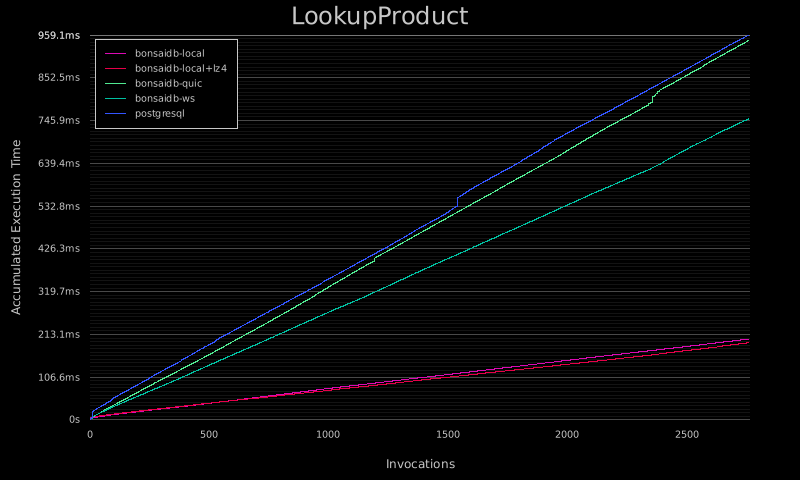 LookupProduct
959.1ms
852.5ms
745.9ms
639.4ms
532.8ms
426.3ms
319.7ms
213.1ms
106.6ms
0s
Accumulated Execution Time
bonsaidb-local
bonsaidb-local+lz4
bonsaidb-quic
bonsaidb-ws
postgresql
0 500 1000 1500 2000 2500
Invocations